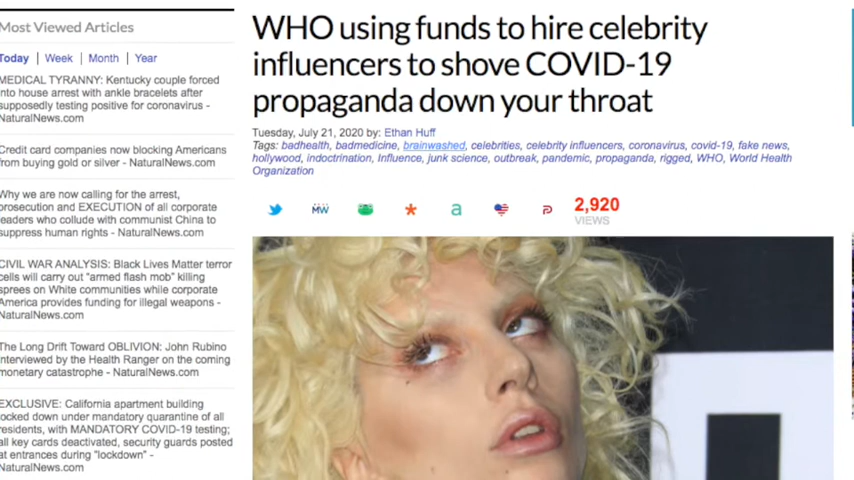 Most Viewed Articles
Today | Week | Month | Year
MEDICAL TYRANNY: Kentucky couple forced
into house arrest with ankle bracelets after
supposedly testing positive for coronavirus -
NaturalNews.com
Credit card companies now blocking Americans
from buying gold or silver - NaturalNews.com
Why we are now calling for the arrest,
prosecution and EXECUTION of all corporate
leaders who collude with communist China to
suppress human rights - NaturalNews.com
CIVIL WAR ANALYSIS: Black Lives Matter terror
cells will carry out "armed flash mob" killing
sprees on White communities while corporate
America provides funding for illegal weapons -
NaturalNews.com
The Long Drift Toward OBLIVION: John Rubino
interviewed by the Health Ranger on the coming
monetary catastrophe - NaturalNews.com
EXCLUSIVE: California apartment building
locked down under mandatory quarantine of all
residents, with MANDATORY COVID-19 testing;
all key cards deactivated, security guards posted
at entrances during "lockdown" -
NaturalNews.com
WHO using funds to hire celebrity
influencers to shove COVID-19
propaganda down your throat
Tuesday, July 21, 2020 by: Ethan Huff
Tags: badhealth, badmedicine, brainwashed, celebrities, celebrity influencers, coronavirus, covid-19, fake news,
hollywood, indoctrination, Influence, junk science, outbreak, pandemic, propaganda, rigged, WHO, World Health
Organization
MW
a
2,920
VIEWS